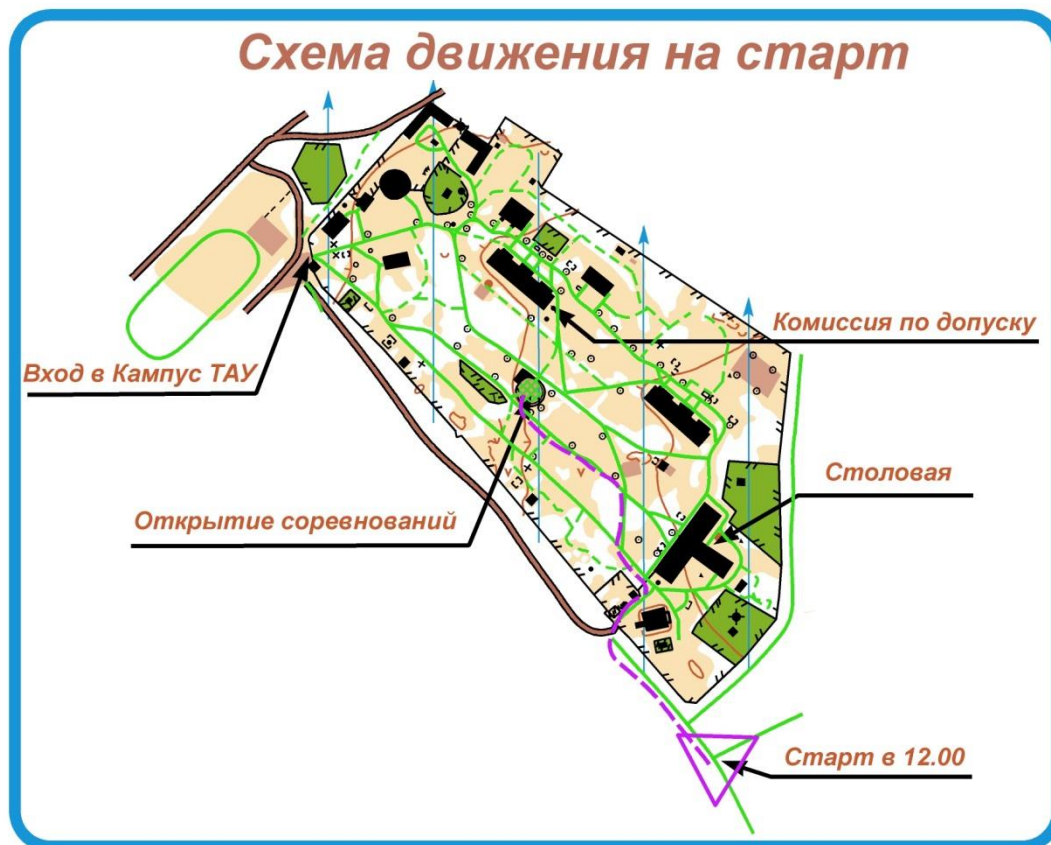 Схема движения на старт
Комиссия по допуску
Вход в Кампус ТАУ
Столовая
Открытие соревнований
Старт в 12.00